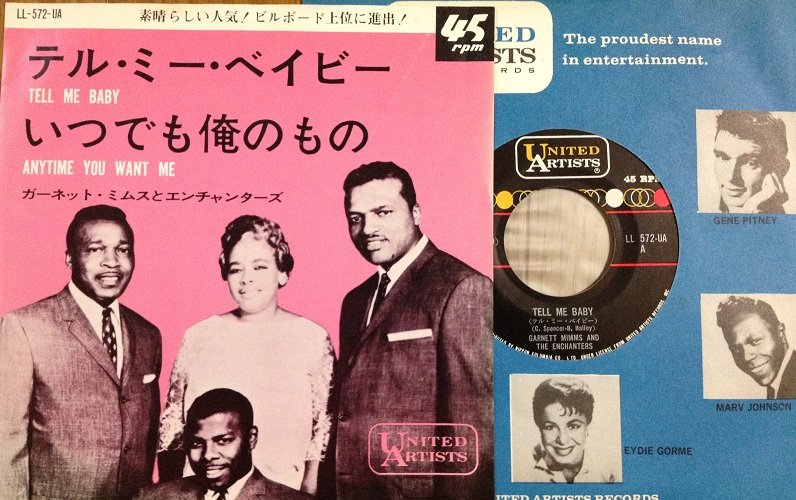 LL-572-UA
素晴らしい人気！ビルボード上位に進出！
45
rpm
テル・ミー・ベイビー
TELL ME BABY
いつでも俺のもの
ANYTIME YOU WANT ME
ガーネット・ミムスとエンチャンターズ
UNITED
ARTISTS
The proudest name
in entertainment.
UNITED
ARTISTS
45 RPM
LL 572-UA
A
TELL ME BABY
(テル・ミー・ベイビー)
(C. Spencer-B. Holley)
GARNETT MIMMS AND
THE ENCHANTERS
GENE PITNEY
MARV JOHNSON
EYDIE GORME
ITED ARTISTS RECORDS